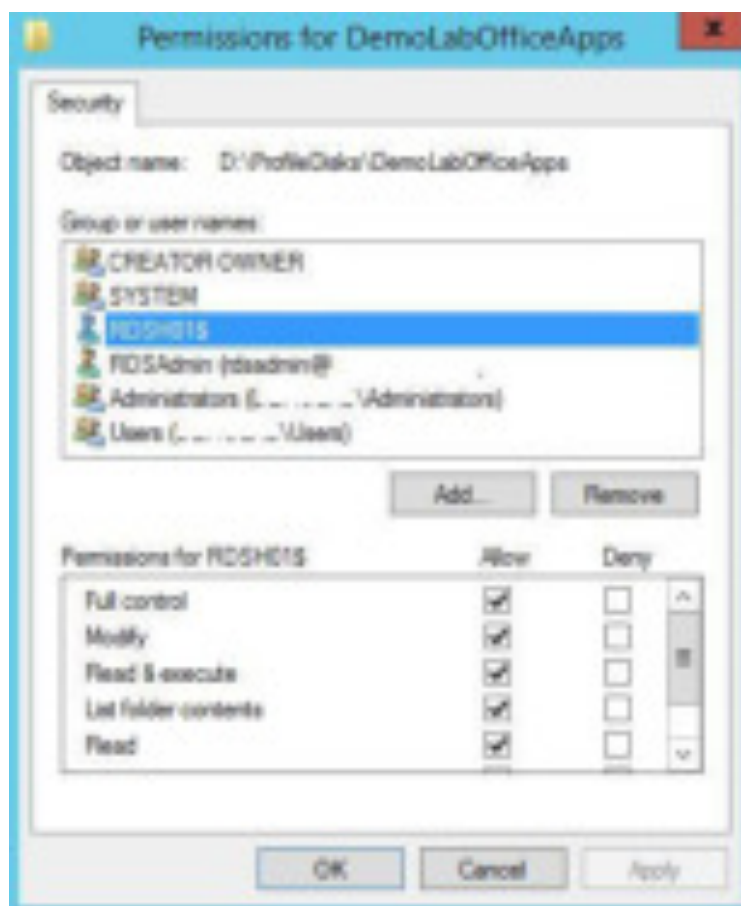 Permissions for DemoLabOfficeApps
x
Security
Object name: D:\ProfileDisks\DemoLabOfficeApps
Group or user names:
CREATOR OWNER
SYSTEM
RDSH01$
RDSAdmin (rdsadmin@
Administrators ( \Administrators)
Users ( \Users)
Add... Remove
Permissions for RDSH01$ Allow Deny
Full control
Modify
Read & execute
List folder contents
Read
OK Cancel Apply